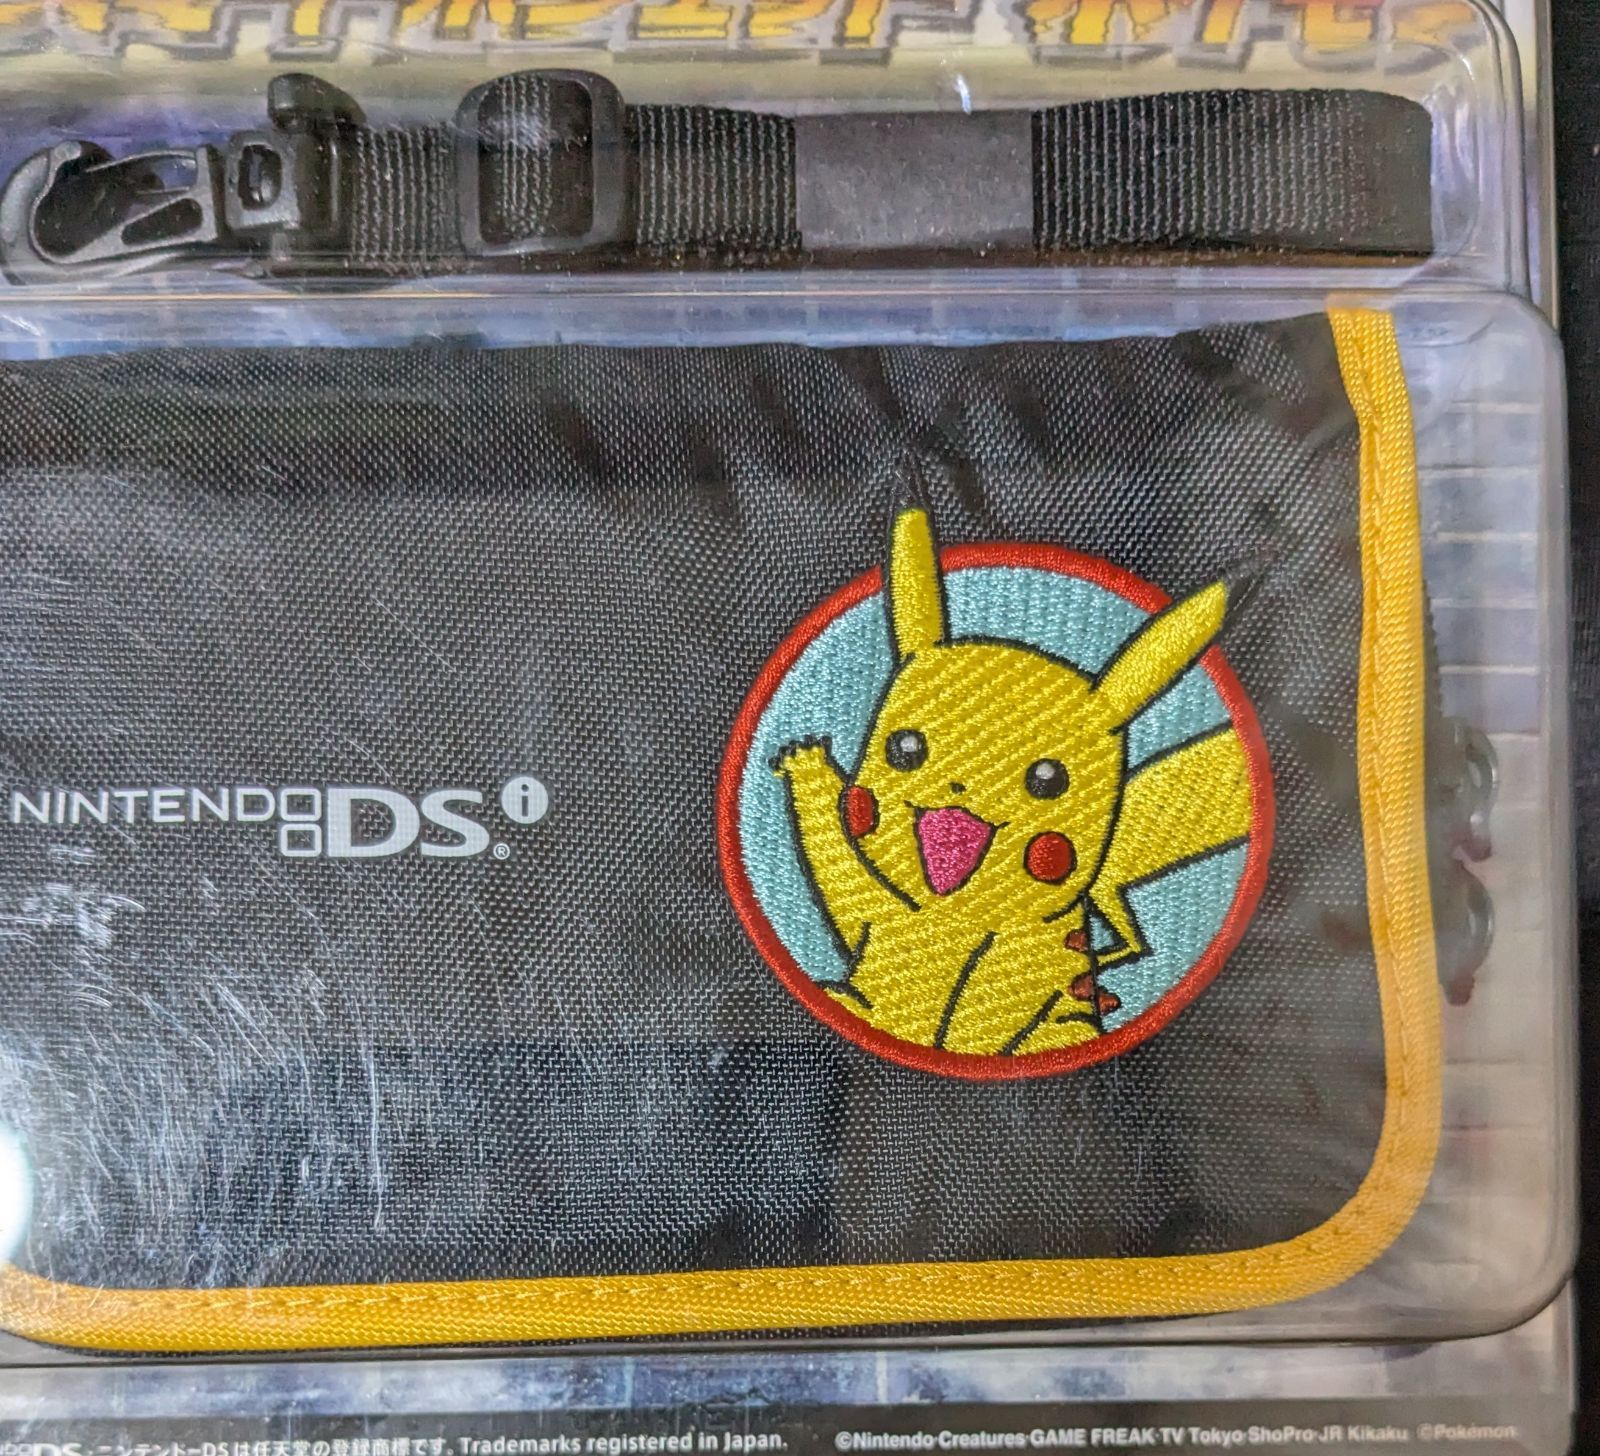 NINTENDO DS i ®
DS・ニンテンドーDSは任天堂の登録商標です。Trademarks registered in Japan. ©Nintendo·Creatures·GAME FREAK·TV Tokyo·ShoPro·JR Kikaku ©Pokémon